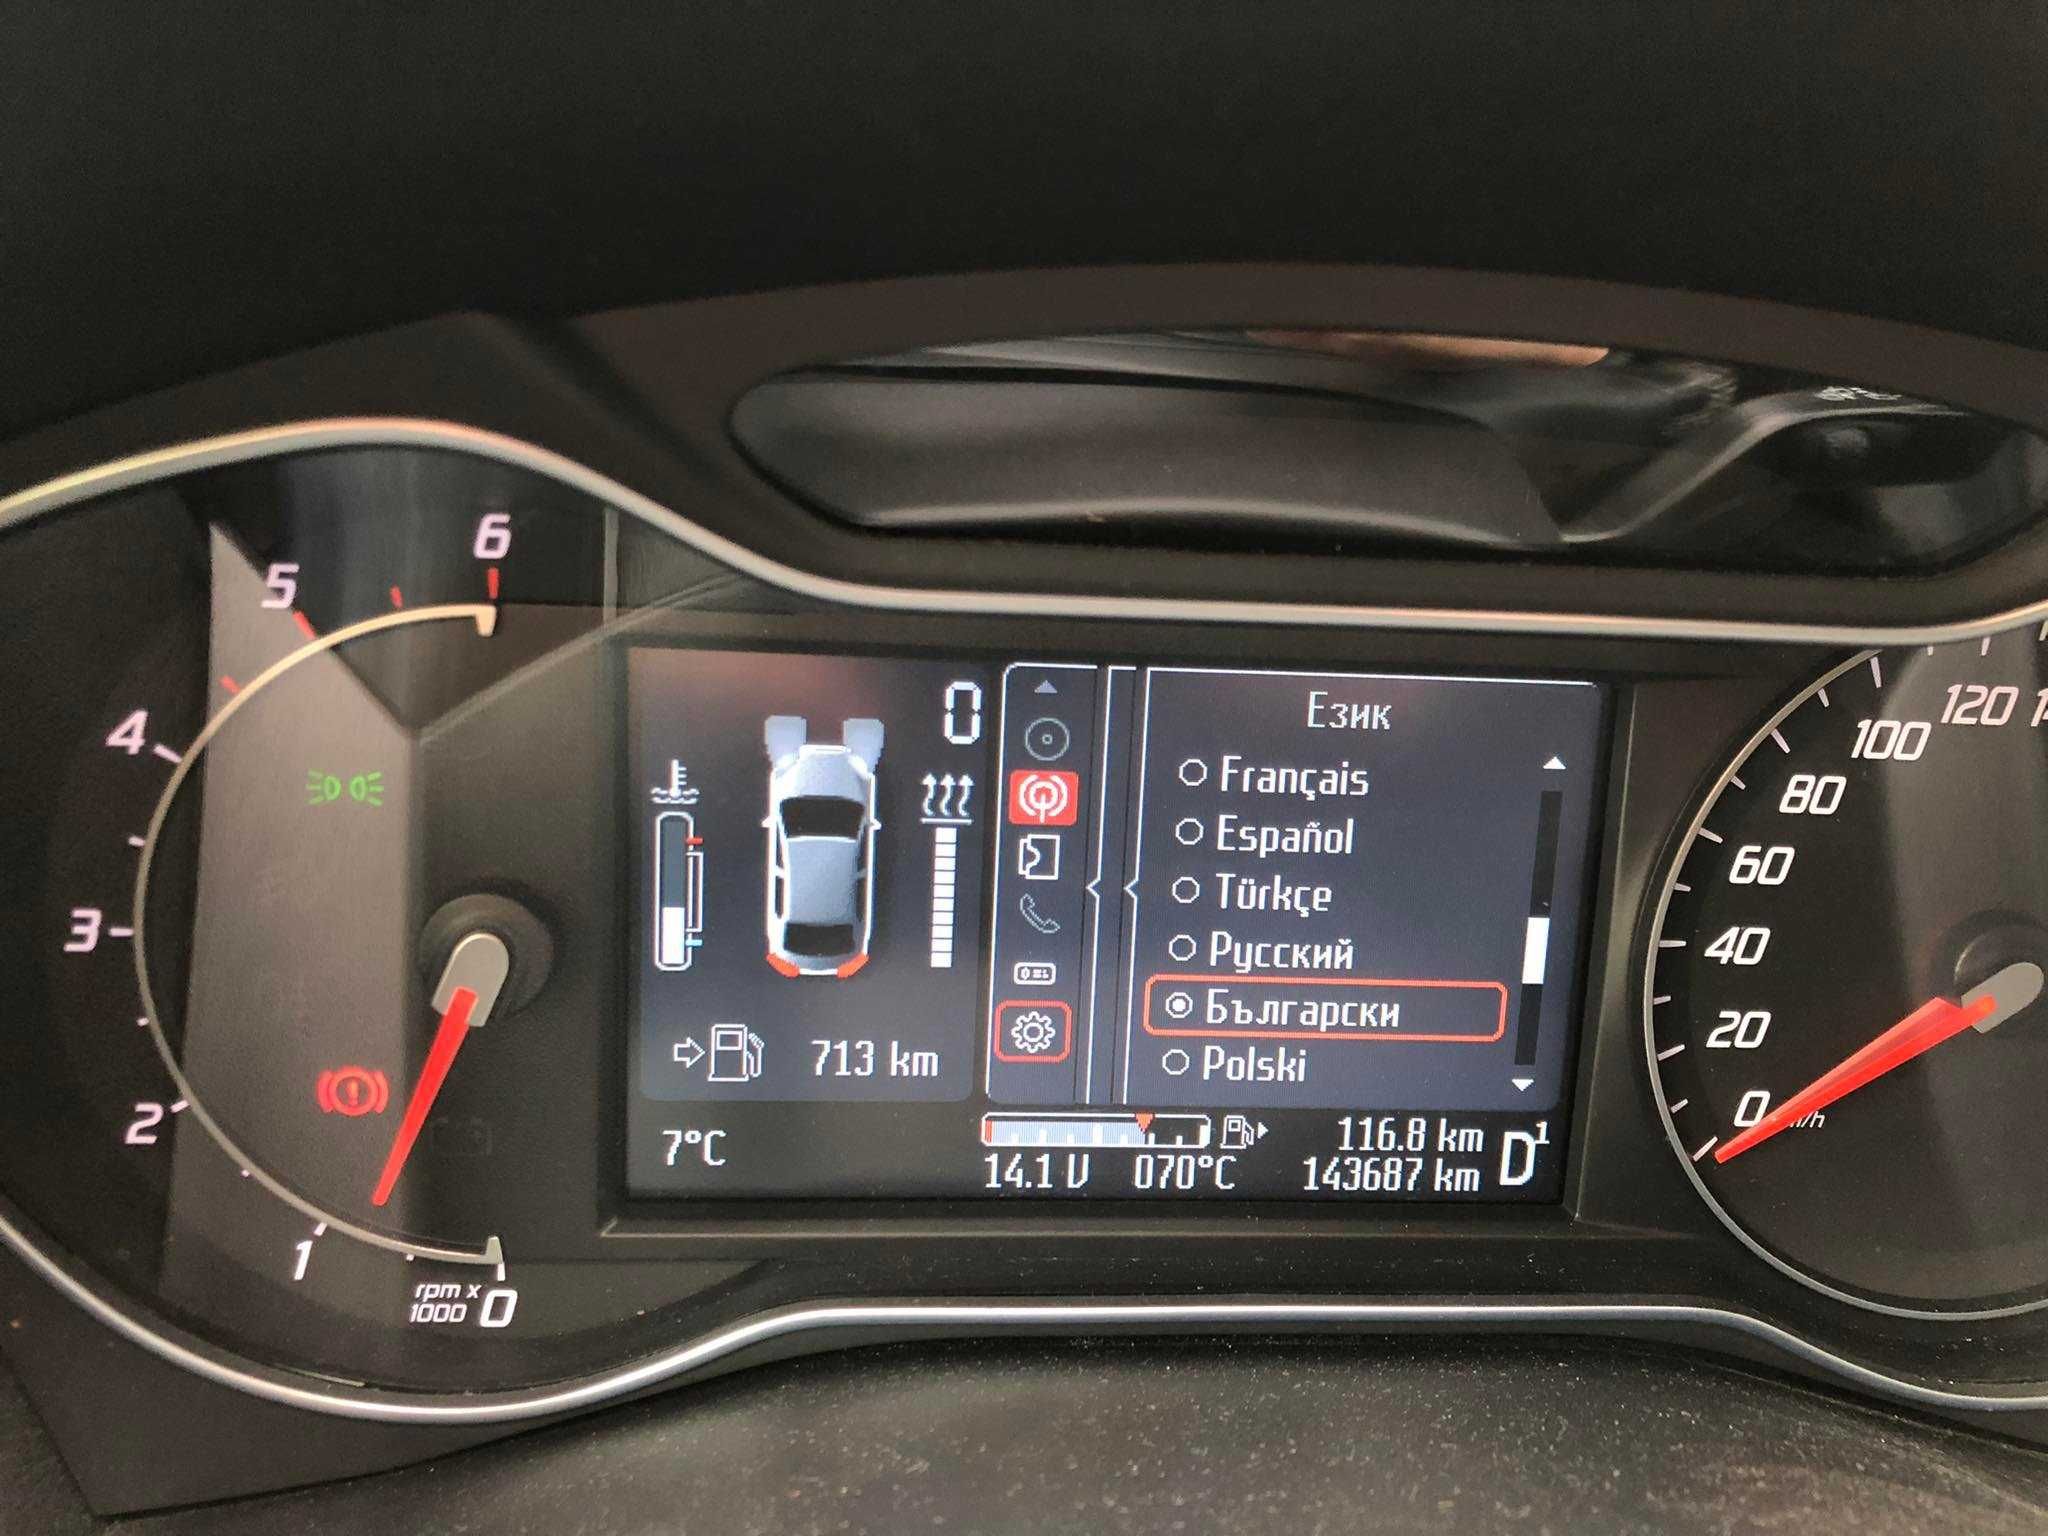 6
5
4
3
2
1
rpm x
1000
0
0
713 km
7°C
Език
Français
Español
Türkçe
Русский
Български
Polski
14.1 V 070°C
116.8 km
143687 km
D1
120
100
80
60
40
20
0